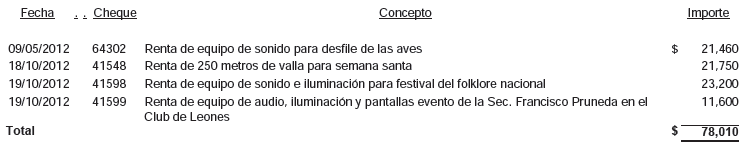 Fecha . . Cheque Concepto Importe
09/05/2012 64302 Renta de equipo de sonido para desfile de las aves $ 21,460
18/10/2012 41548 Renta de 250 metros de valla para semana santa 21,750
19/10/2012 41598 Renta de equipo de sonido e iluminación para festival del folklore nacional 23,200
19/10/2012 41599 Renta de equipo de audio, iluminación y pantallas evento de la Sec. Francisco Pruneda en el 11,600
Club de Leones
Total $ 78,010